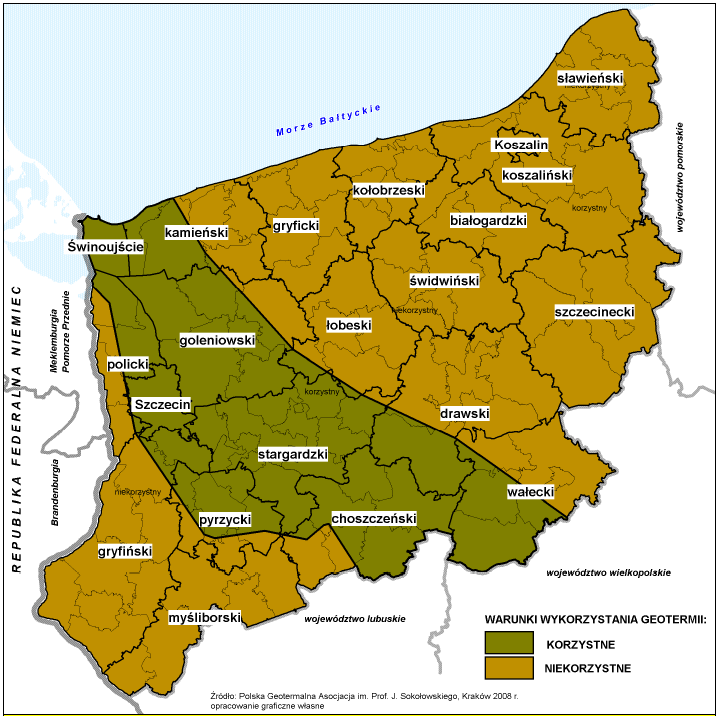 sławieński
niekorzystny
Morze Bałtyckie
Koszalin
koszaliński
województwo pomorskie
kołobrzeski
korzystny
białogardzki
gryficki
kamieński
Świnoujście
świdwiński
niekorzystny
szczecinecki
łobeski
goleniowski
REPUBLIKA FEDERALNA NIEMIEC
Meklemburgia
Pomorze Przednie
policki
korzystny
Szczecin
drawski
stargardzki
Brandenburgia
niekorzystny
wałecki
pyrzycki
choszczeński
gryfiński
województwo wielkopolskie
myśliborski
województwo lubuskie
WARUNKI WYKORZYSTANIA GEOTERMII:
KORZYSTNE
NIEKORZYSTNE
Źródło: Polska Geotermalna Asocjacja im. Prof. J. Sokołowskiego, Kraków 2008 r.
opracowanie graficzne własne